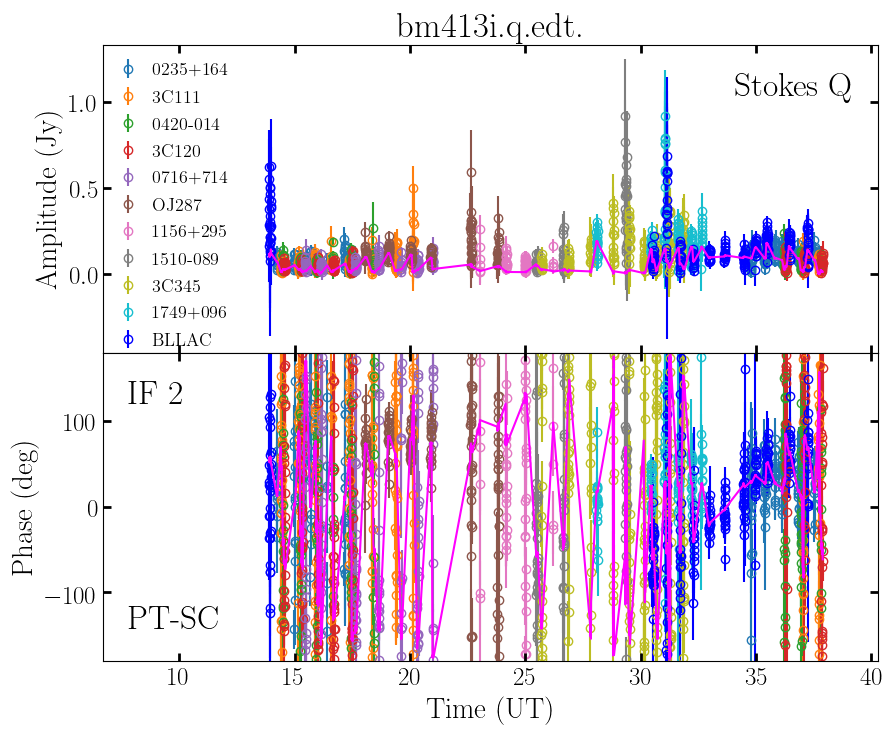 bm413i.q.edt.
Stokes Q
0235+164
3C111
0420-014
3C120
0716+714
OJ287
1156+295
1510-089
3C345
1749+096
BLLAC
Amplitude (Jy)
1.0
0.5
0.0
IF 2
PT-SC
Phase (deg)
100
0
−100
10 15 20 25 30 35 40
Time (UT)